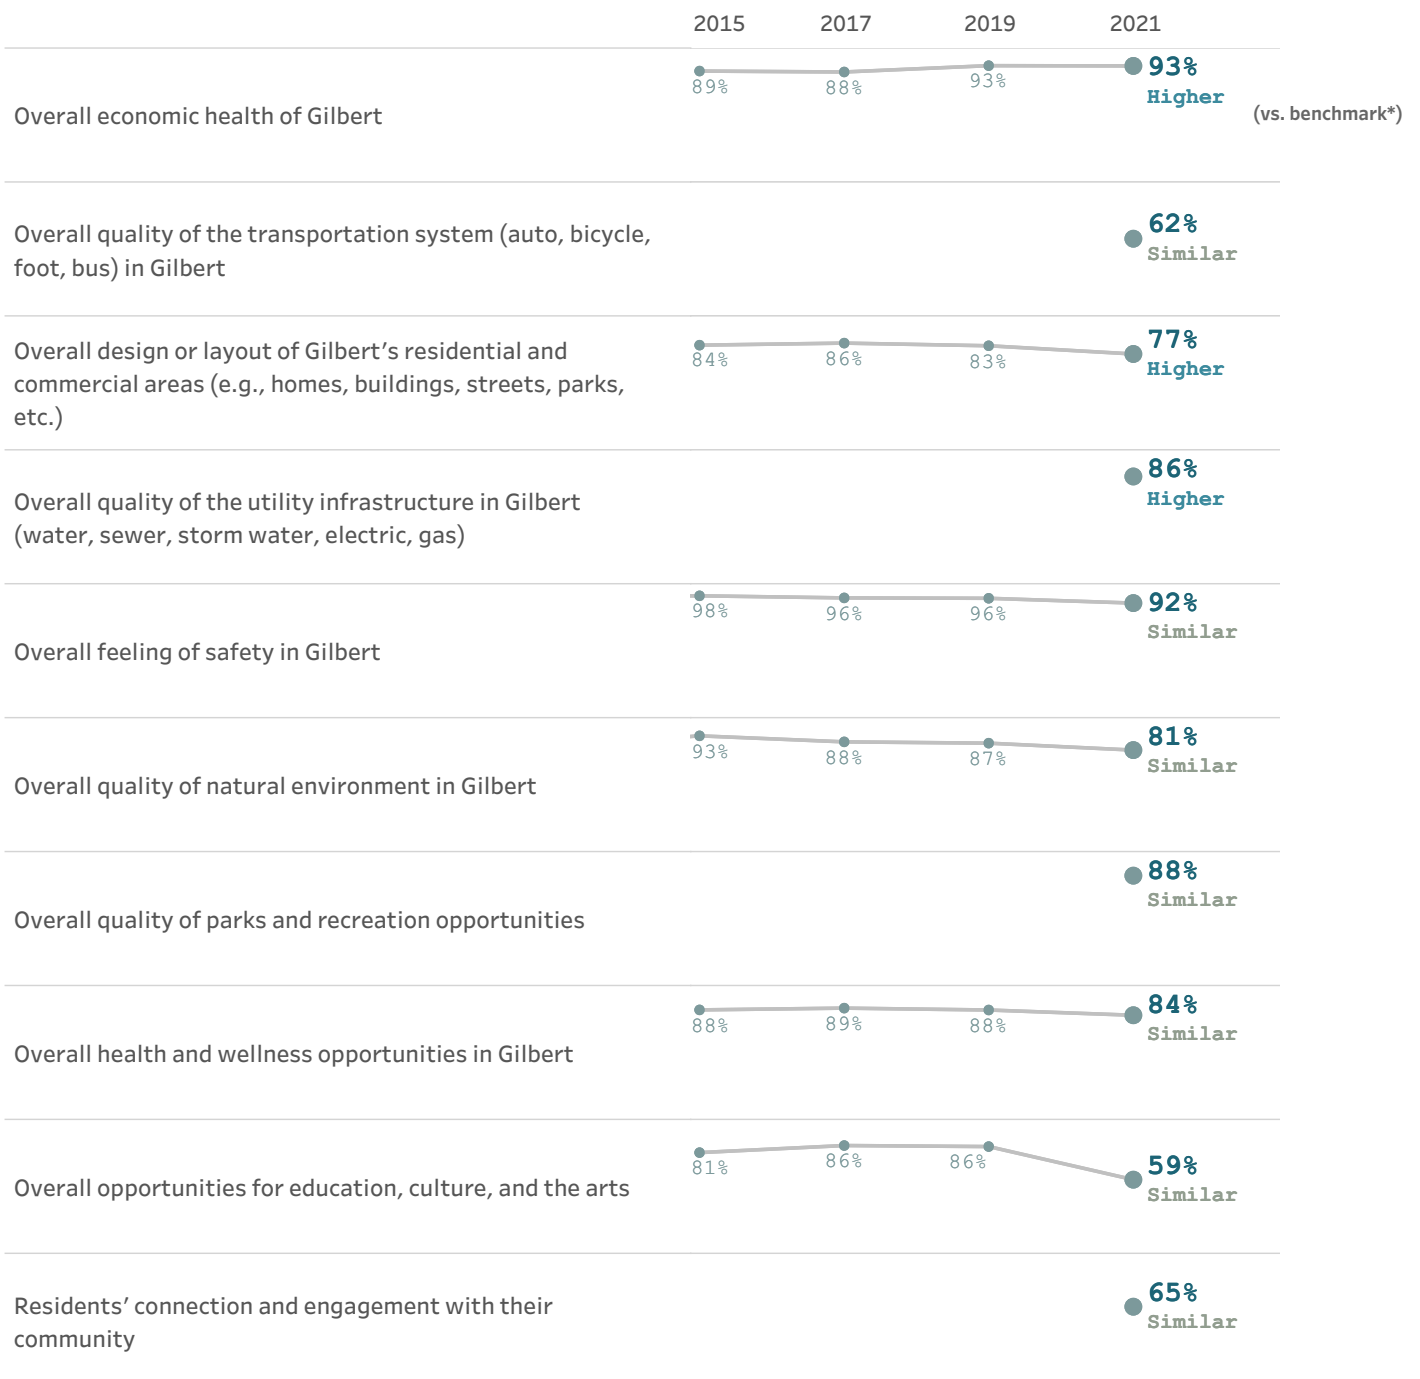 2015 2017 2019 2021
Overall economic health of Gilbert
89% 88% 93% 93%
Higher
(vs. benchmark*)
Overall quality of the transportation system (auto, bicycle,
foot, bus) in Gilbert
62%
Similar
Overall design or layout of Gilbert’s residential and
commercial areas (e.g., homes, buildings, streets, parks,
etc.)
84% 86% 83% 77%
Higher
Overall quality of the utility infrastructure in Gilbert
(water, sewer, storm water, electric, gas)
86%
Higher
Overall feeling of safety in Gilbert
98% 96% 96% 92%
Similar
Overall quality of natural environment in Gilbert
93% 88% 87% 81%
Similar
Overall quality of parks and recreation opportunities
88%
Similar
Overall health and wellness opportunities in Gilbert
88% 89% 88% 84%
Similar
Overall opportunities for education, culture, and the arts
81% 86% 86% 59%
Similar
Residents’ connection and engagement with their
community
65%
Similar